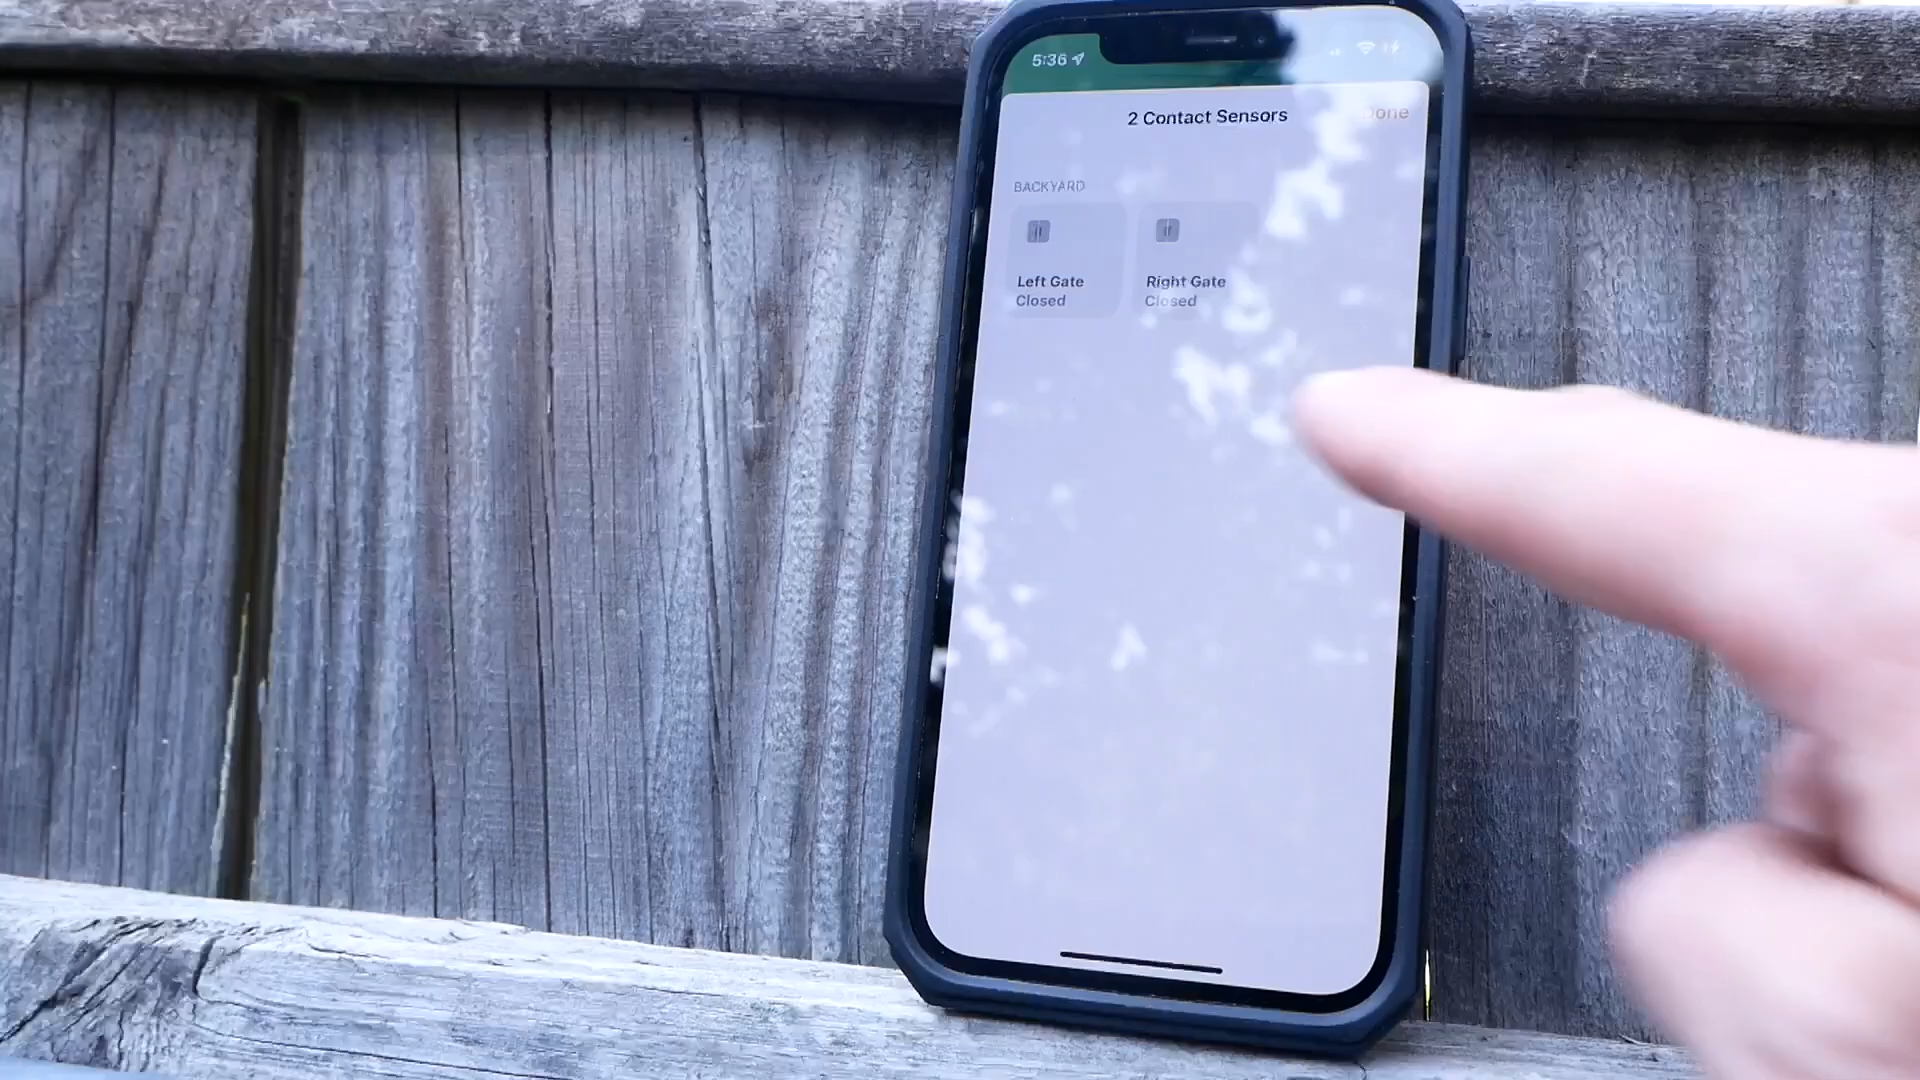 5:36
2 Contact Sensors
Done
BACKYARD
Left Gate
Closed
Right Gate
Closed